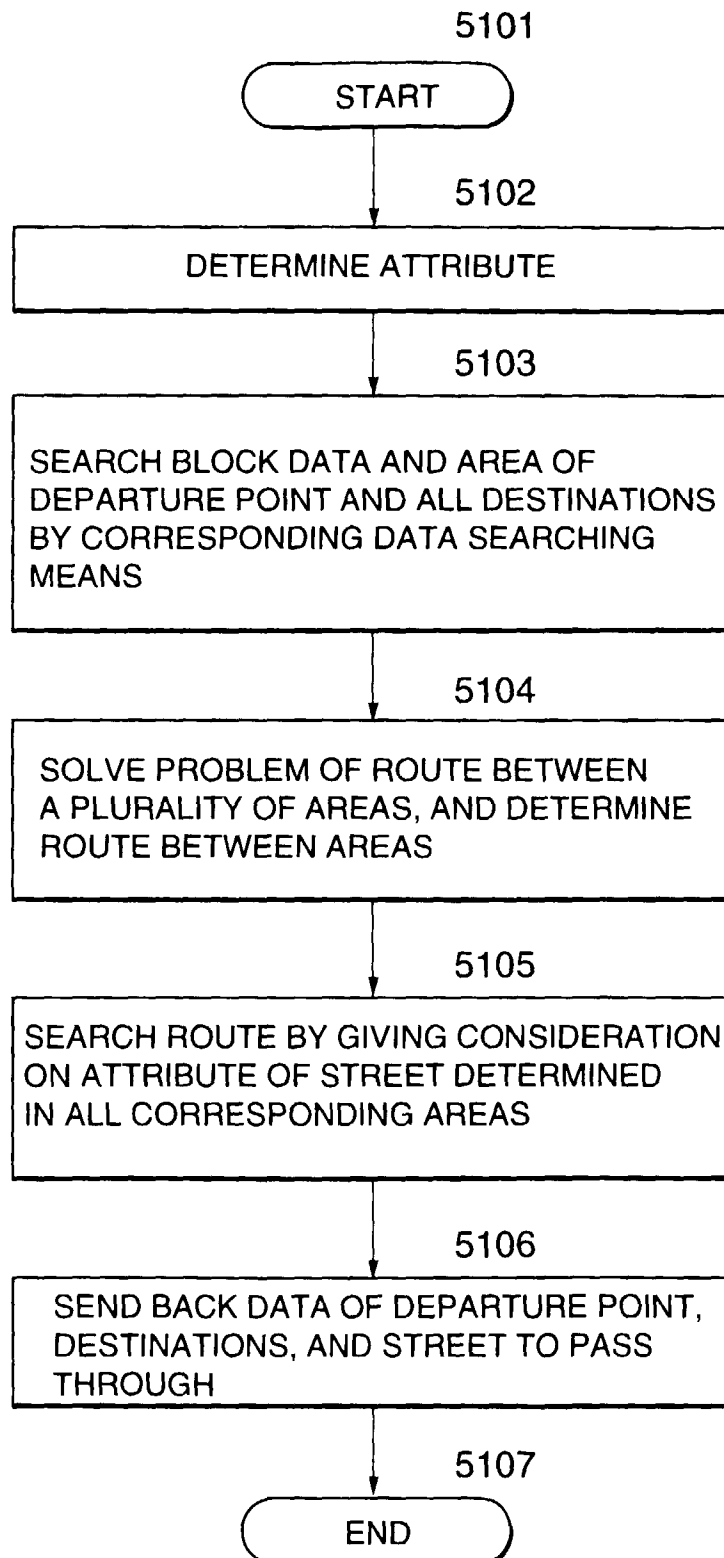 5101
START
5102
DETERMINE ATTRIBUTE
5103
SEARCH BLOCK DATA AND AREA OF
DEPARTURE POINT AND ALL DESTINATIONS
BY CORRESPONDING DATA SEARCHING
MEANS
5104
SOLVE PROBLEM OF ROUTE BETWEEN
A PLURALITY OF AREAS, AND DETERMINE
ROUTE BETWEEN AREAS
5105
SEARCH ROUTE BY GIVING CONSIDERATION
ON ATTRIBUTE OF STREET DETERMINED
IN ALL CORRESPONDING AREAS
5106
SEND BACK DATA OF DEPARTURE POINT,
DESTINATIONS, AND STREET TO PASS
THROUGH
5107
END